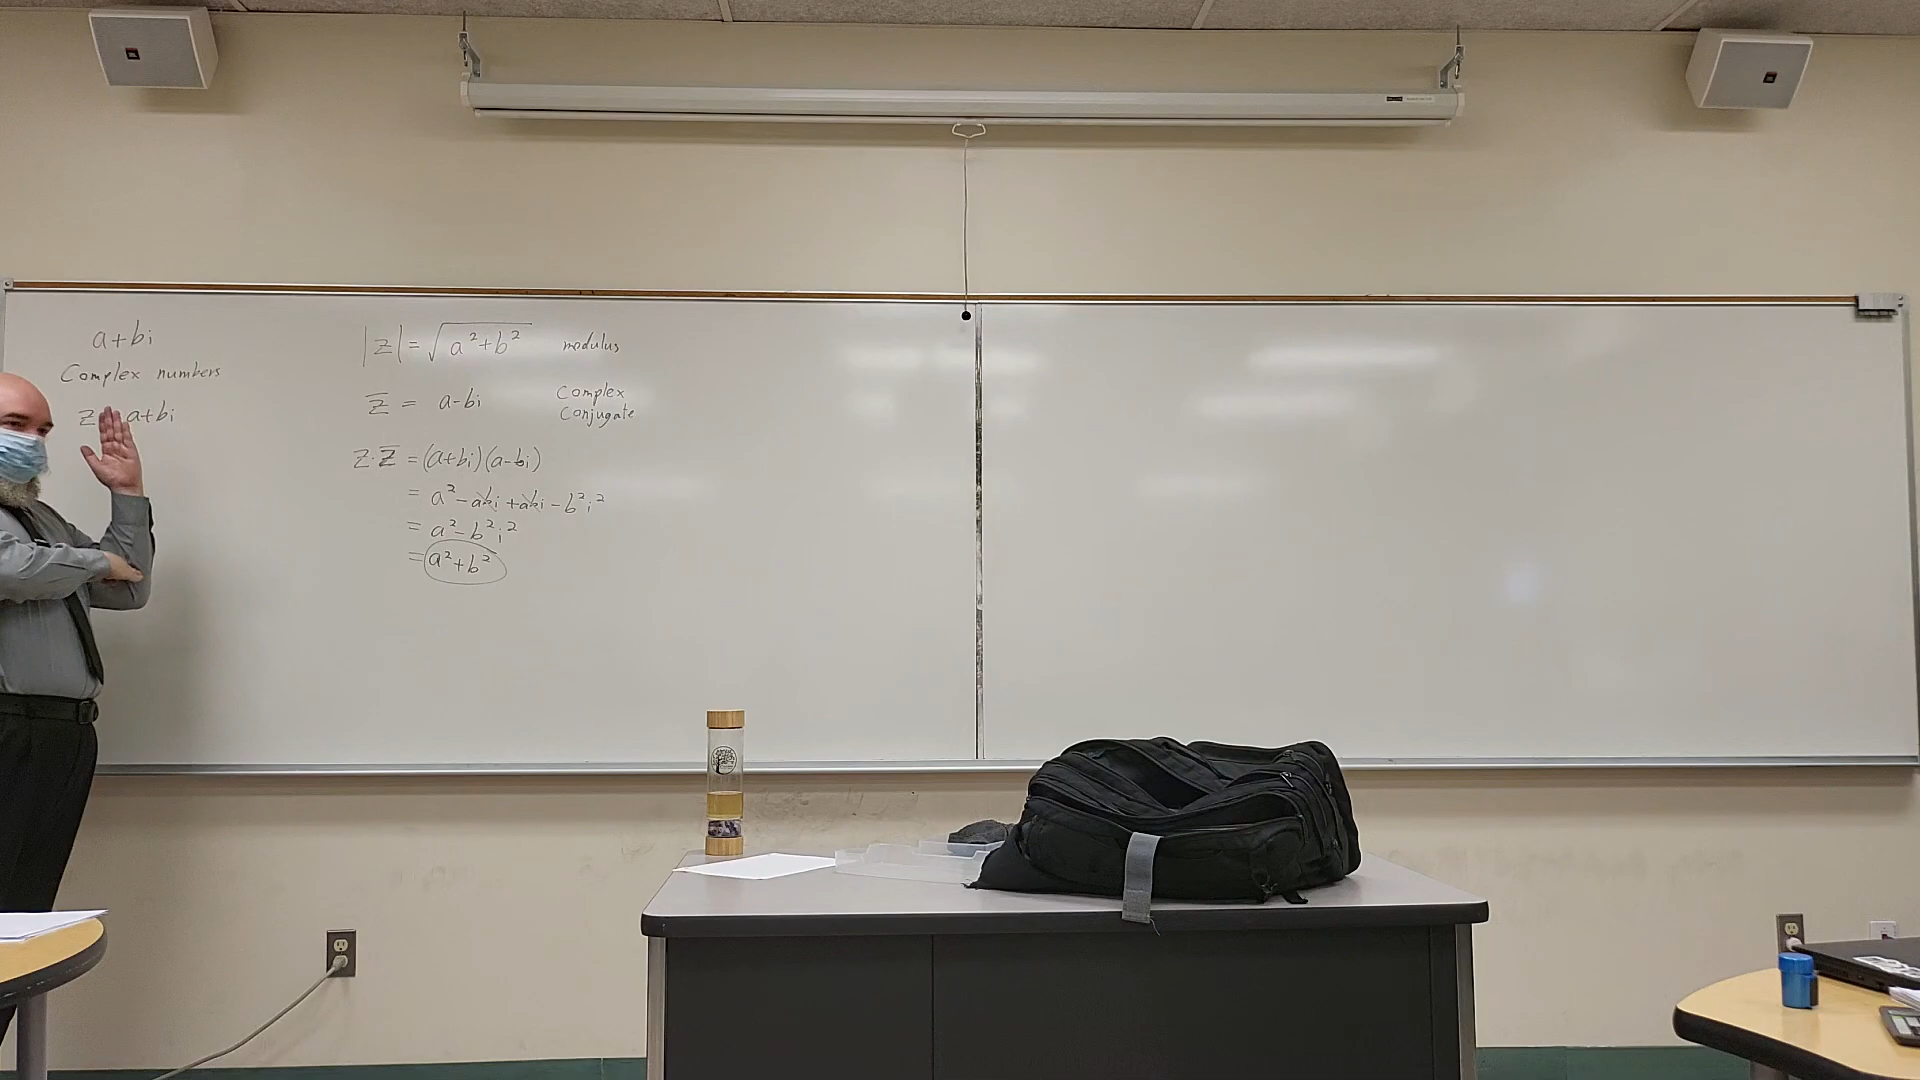 a+bi
Complex numbers
z = a+bi
|z| = √(a²+b²) modulus
z̅ = a-bi Complex Conjugate
z·z̅ = (a+bi)(a-bi)
= a² - abi + abi - b²i²
= a² - b²i²
= a²+b²